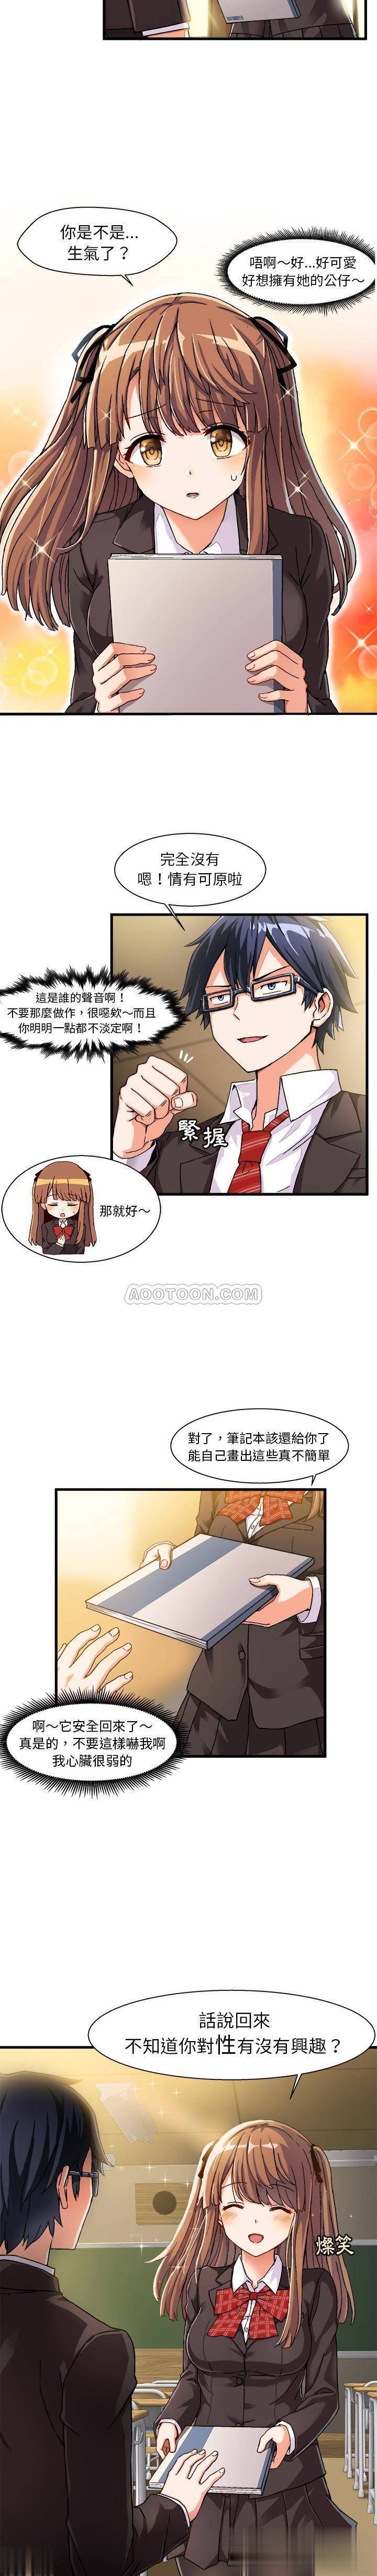 你是不是...
生氣了？
唔啊～好...好可愛
好想擁有她的公仔～
完全沒有
嗯！情有可原啦
這是誰的聲音啊！
不要那麼做作，很噁欸～而且
你明明一點都不淡定啊！
緊握
那就好～
AOOTOON.COM
對了，筆記本該還給你了
能自己畫出這些真不簡單
啊～它安全回來了～
真是的，不要這樣嚇我啊
我心臟很弱的
話說回來
不知道你對性有沒有興趣？
燦笑